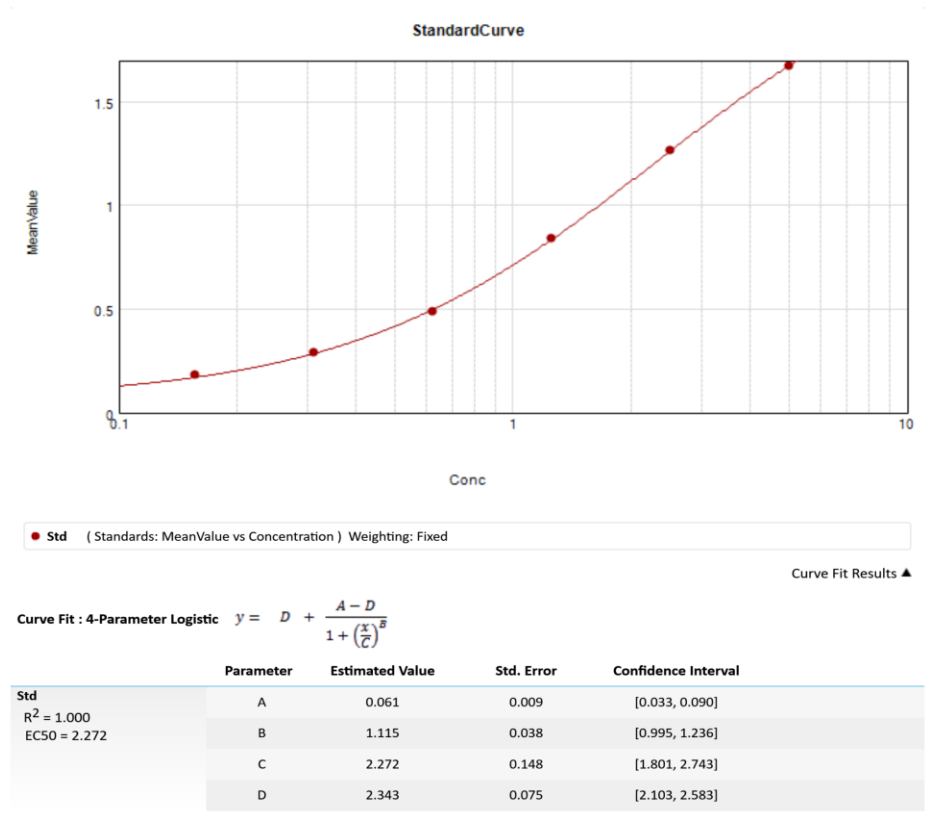 StandardCurve
1.5
1
0.5
0
0.1
1
10
MeanValue
Conc
Std ( Standards: MeanValue vs Concentration ) Weighting: Fixed
Curve Fit Results ▲
Curve Fit : 4-Parameter Logistic y = D + A − D / 1 + (x/C)^B
Parameter Estimated Value Std. Error Confidence Interval
Std
R² = 1.000
EC50 = 2.272
A 0.061 0.009 [0.033, 0.090]
B 1.115 0.038 [0.995, 1.236]
C 2.272 0.148 [1.801, 2.743]
D 2.343 0.075 [2.103, 2.583]